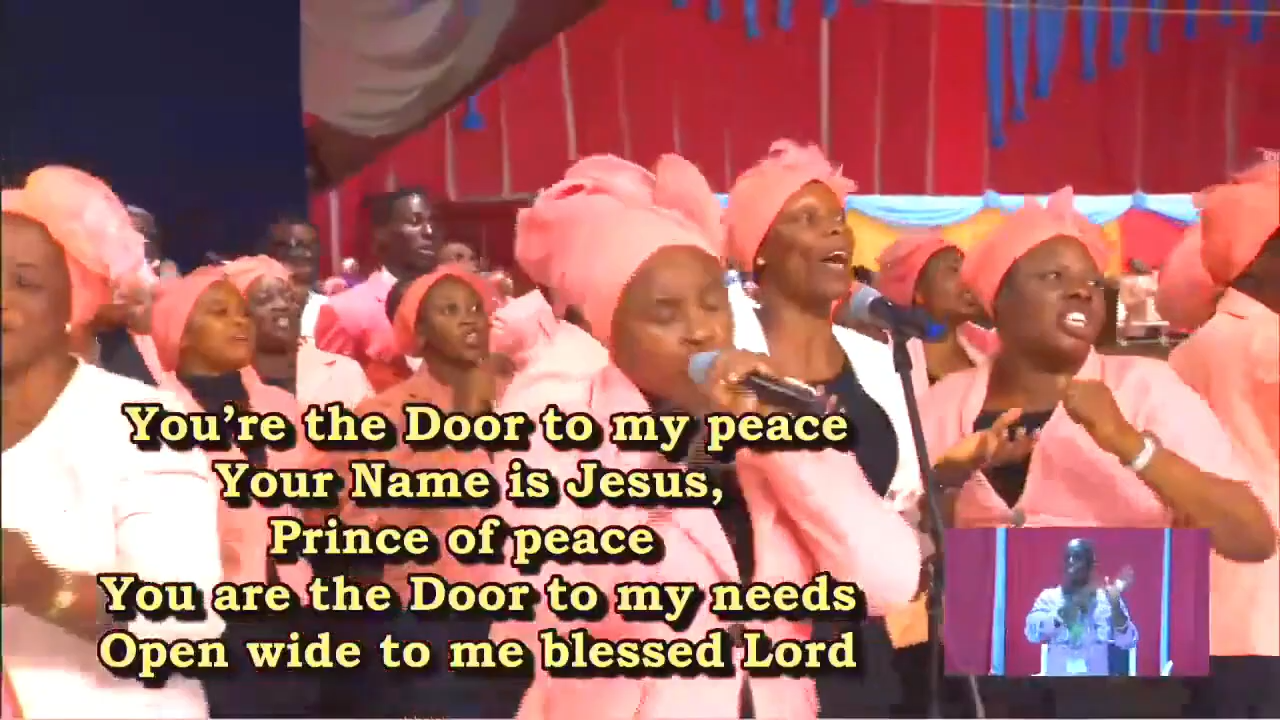 You're the Door to my peace
Your Name is Jesus,
Prince of peace
You are the Door to my needs
Open wide to me blessed Lord